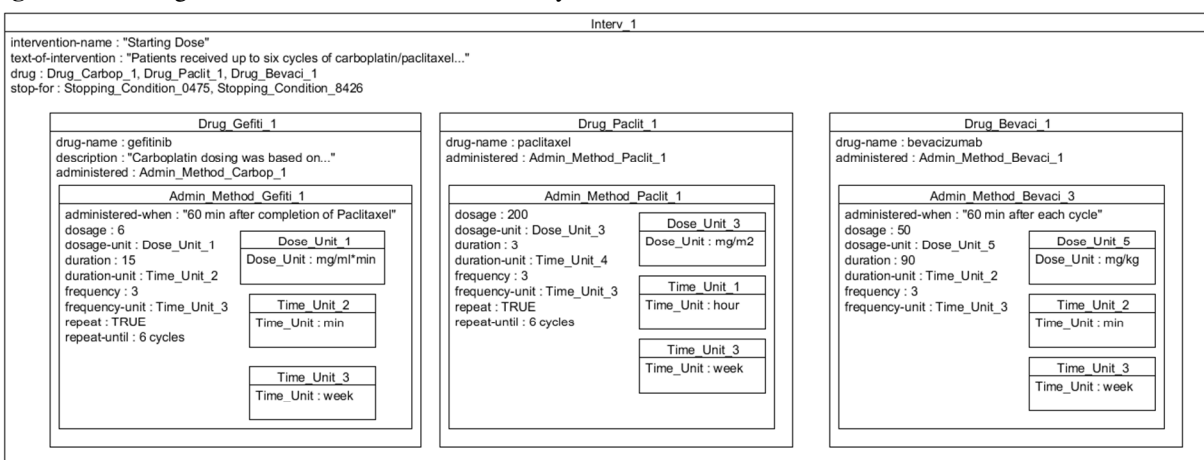 Interv_1
intervention-name : "Starting Dose"
text-of-intervention : "Patients received up to six cycles of carboplatin/paclitaxel..."
drug : Drug_Carbop_1, Drug_Paclit_1, Drug_Bevaci_1
stop-for : Stopping_Condition_0475, Stopping_Condition_8426
Drug_Gefiti_1
drug-name : gefitinib
description : "Carboplatin dosing was based on..."
administered : Admin_Method_Carbop_1
Admin_Method_Gefiti_1
administered-when : "60 min after completion of Paclitaxel"
dosage : 6
dosage-unit : Dose_Unit_1
duration : 15
duration-unit : Time_Unit_2
frequency : 3
frequency-unit : Time_Unit_3
repeat : TRUE
repeat-until : 6 cycles
Dose_Unit_1
Dose_Unit : mg/ml*min
Time_Unit_2
Time_Unit : min
Time_Unit_3
Time_Unit : week
Drug_Paclit_1
drug-name : paclitaxel
administered : Admin_Method_Paclit_1
Admin_Method_Paclit_1
dosage : 200
dosage-unit : Dose_Unit_3
duration : 3
duration-unit : Time_Unit_4
frequency : 3
frequency-unit : Time_Unit_3
repeat : TRUE
repeat-until : 6 cycles
Dose_Unit_3
Dose_Unit : mg/m2
Time_Unit_1
Time_Unit : hour
Time_Unit_3
Time_Unit : week
Drug_Bevaci_1
drug-name : bevacizumab
administered : Admin_Method_Bevaci_1
Admin_Method_Bevaci_3
administered-when : "60 min after each cycle"
dosage : 50
dosage-unit : Dose_Unit_5
duration : 90
duration-unit : Time_Unit_2
frequency : 3
frequency-unit : Time_Unit_3
Dose_Unit_5
Dose_Unit : mg/kg
Time_Unit_2
Time_Unit : min
Time_Unit_3
Time_Unit : week